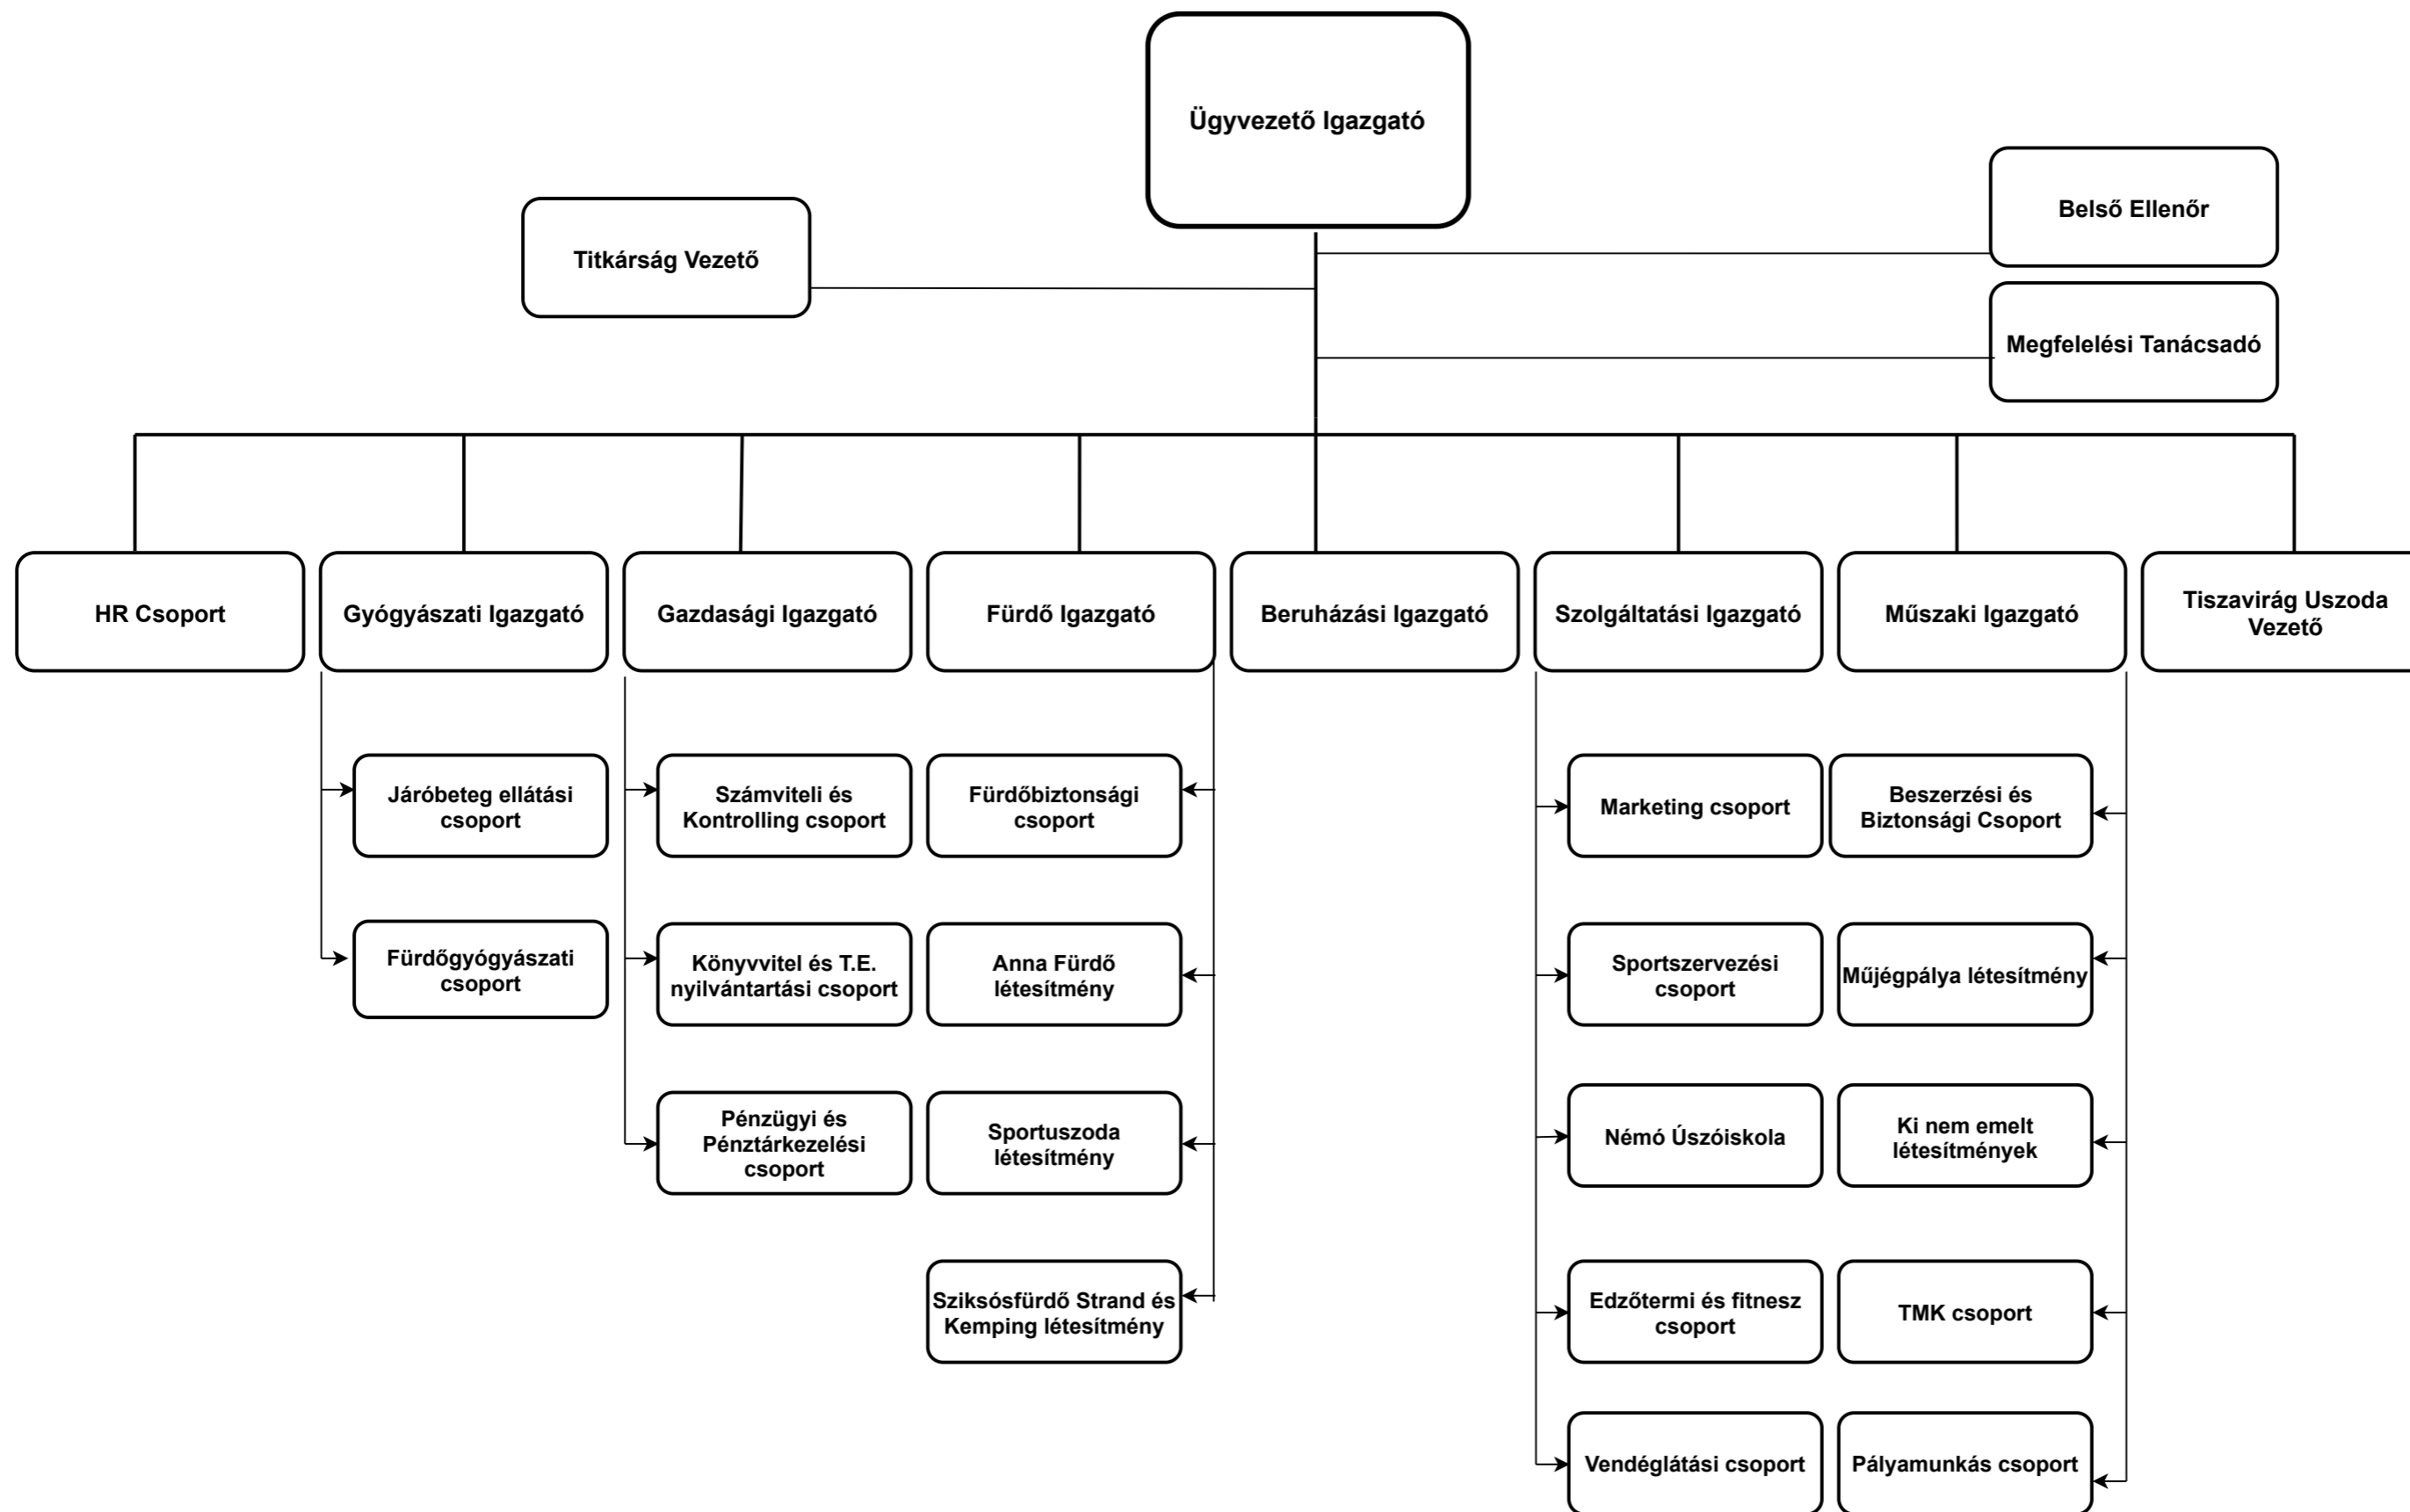 Ügyvezető Igazgató
Belső Ellenőr
Titkárság Vezető
Megfelelési Tanácsadó
HR Csoport
Gyógyászati Igazgató
Gazdasági Igazgató
Fürdő Igazgató
Beruházási Igazgató
Szolgáltatási Igazgató
Műszaki Igazgató
Tiszavirág Uszoda
Vezető
Járóbeteg ellátási
csoport
Számviteli és
Kontrolling csoport
Fürdőbiztonsági
csoport
Marketing csoport
Beszerzési és
Biztonsági Csoport
Fürdőgyógyászati
csoport
Könyvvitel és T.E.
nyilvántartási csoport
Anna Fürdő
létesítmény
Sportszervezési
csoport
Műjégpálya létesítmény
Pénzügyi és
Pénztárkezelési
csoport
Sportuszoda
létesítmény
Némó Úszóiskola
Ki nem emelt
létesítmények
Sziksósfürdő Strand és
Kemping létesítmény
Edzőtermi és fitnesz
csoport
TMK csoport
Vendéglátási csoport
Pályamunkás csoport